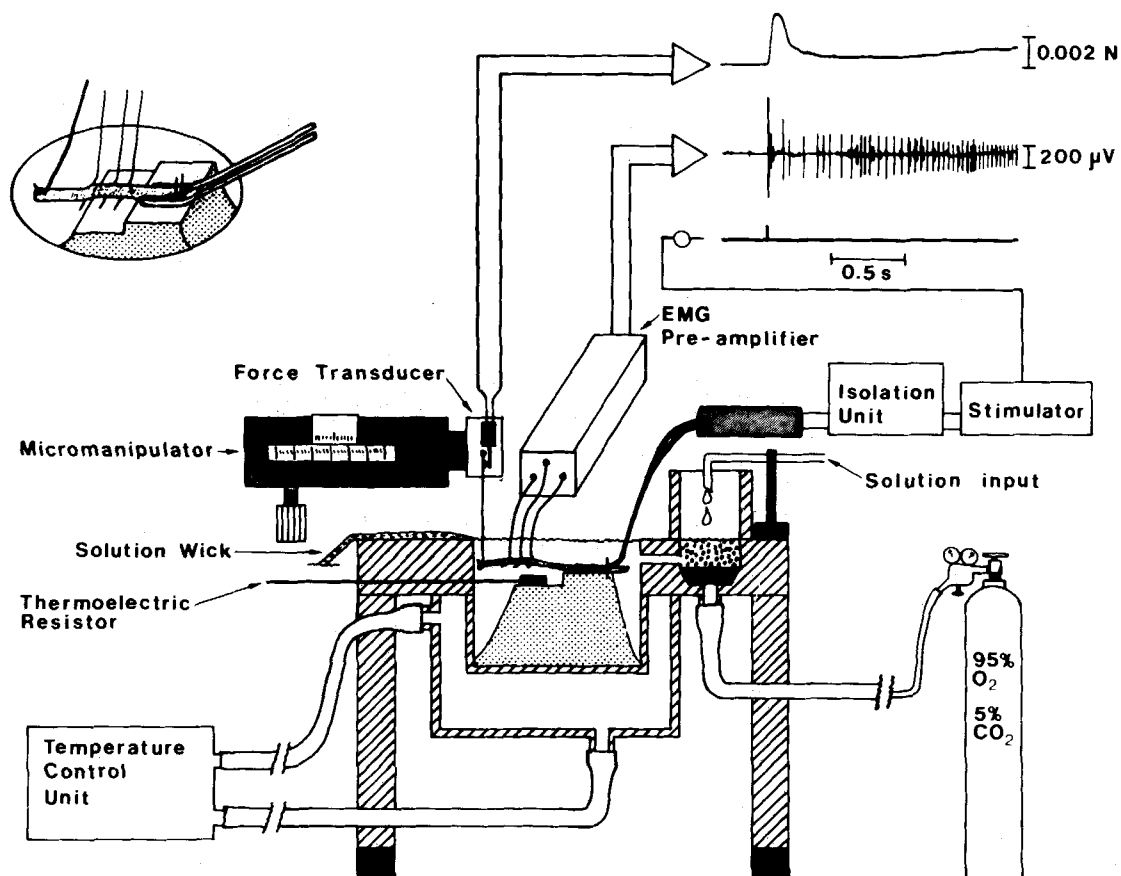 0.002 N
200 µV
0.5 s
EMG
Pre-amplifier
Force Transducer
Isolation
Unit
Stimulator
Micromanipulator
Solution input
Solution Wick
Thermoelectric
Resistor
95%
O₂
5%
CO₂
Temperature
Control
Unit